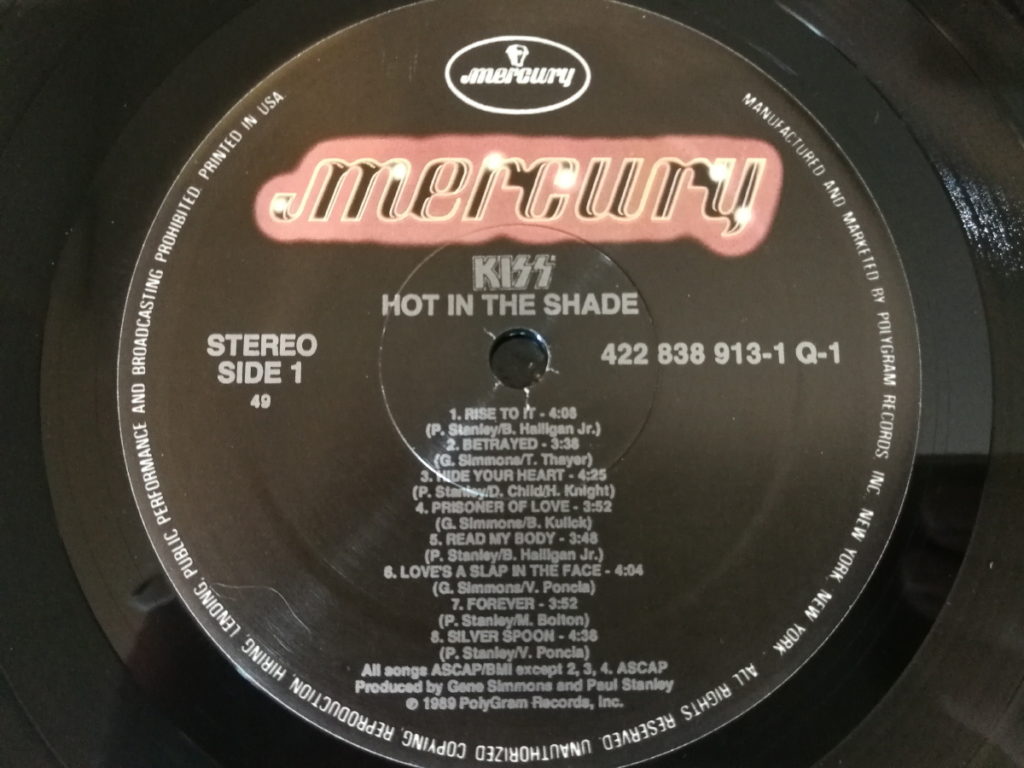 mercury
mercury
KISS
HOT IN THE SHADE
STEREO
SIDE 1
49
422 838 913-1 Q-1
1. RISE TO IT - 4:08
(P. Stanley/B. Halligan Jr.)
2. BETRAYED - 3:38
(G. Simmons/T. Thayer)
3. HIDE YOUR HEART - 4:25
(P. Stanley/D. Child/H. Knight)
4. PRISONER OF LOVE - 3:52
(G. Simmons/B. Kulick)
5. READ MY BODY - 3:48
(P. Stanley/B. Halligan Jr.)
6. LOVE'S A SLAP IN THE FACE - 4:04
(G. Simmons/V. Poncia)
7. FOREVER - 3:52
(P. Stanley/M. Bolton)
8. SILVER SPOON - 4:38
(P. Stanley/V. Poncia)
All songs ASCAP/BMI except 2, 3, 4. ASCAP
Produced by Gene Simmons and Paul Stanley
℗ 1989 PolyGram Records, Inc.
MANUFACTURED AND MARKETED BY POLYGRAM RECORDS, INC. NEW YORK, NEW YORK. ALL RIGHTS RESERVED. UNAUTHORIZED COPYING, REPRODUCTION HIRING, LENDING, PUBLIC PERFORMANCE AND BROADCASTING PROHIBITED. PRINTED IN USA